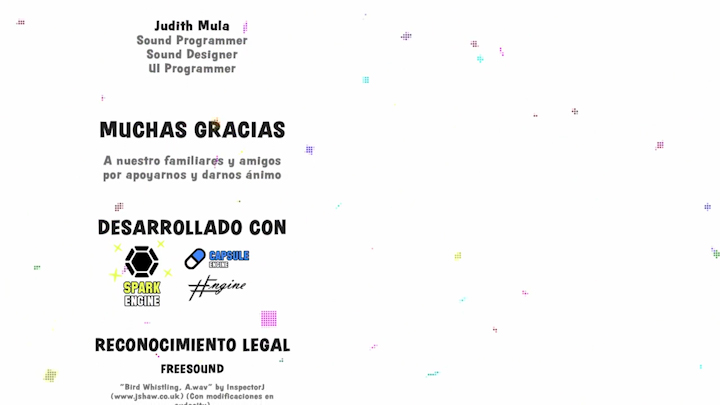 Judith Mula
Sound Programmer
Sound Designer
UI Programmer
MUCHAS GRACIAS
A nuestro familiares y amigos
por apoyarnos y darnos ánimo
DESARROLLADO CON
SPARK
ENGINE
CAPSULE
ENGINE
#Engine
RECONOCIMIENTO LEGAL
FREESOUND
"Bird Whistling, A.wav" by InspectorJ
(www.jshaw.co.uk) (Con modificaciones en